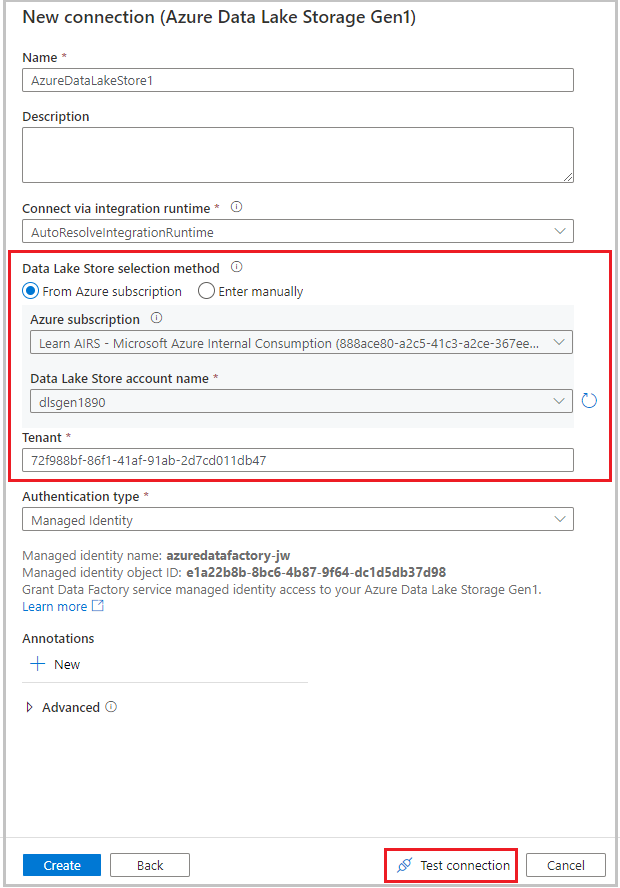 New connection (Azure Data Lake Storage Gen1)
Name *
AzureDataLakeStore1
Description
Connect via integration runtime *
AutoResolveIntegrationRuntime
Data Lake Store selection method
From Azure subscription Enter manually
Azure subscription
Learn AIRS - Microsoft Azure Internal Consumption (888ace80-a2c5-41c3-a2ce-367ee...
Data Lake Store account name *
dlsgen1890
Tenant *
72f988bf-86f1-41af-91ab-2d7cd011db47
Authentication type *
Managed Identity
Managed identity name: azuredatafactory-jw
Managed identity object ID: e1a22b8b-8bc6-4b87-9f64-dc1d5db37d98
Grant Data Factory service managed identity access to your Azure Data Lake Storage Gen1.
Learn more
Annotations
New
Advanced
Create Back Test connection Cancel